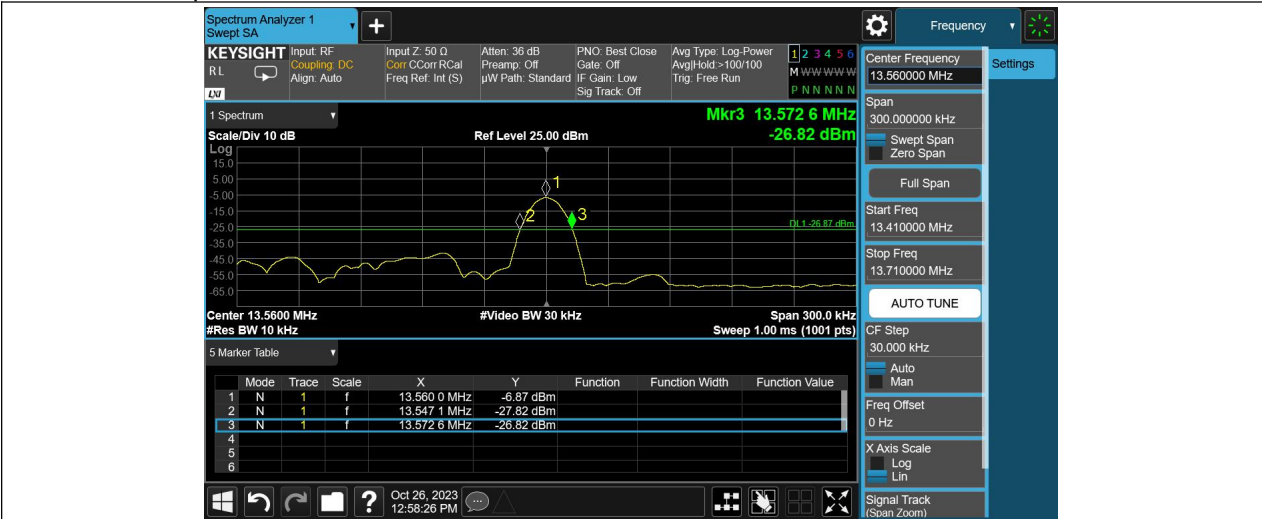 Spectrum Analyzer 1
Swept SA
+
Frequency
KEYSIGHT
R L
LXI
Input: RF
Coupling: DC
Align: Auto
Input Z: 50 Ω
Corr CCorr RCal
Freq Ref: Int (S)
Atten: 36 dB
Preamp: Off
µW Path: Standard
PNO: Best Close
Gate: Off
IF Gain: Low
Sig Track: Off
Avg Type: Log-Power
Avg|Hold:>100/100
Trig: Free Run
1 2 3 4 5 6
M W W W W W
P N N N N N
1 Spectrum
Scale/Div 10 dB
Log
Ref Level 25.00 dBm
Mkr3 13.572 6 MHz
-26.82 dBm
15.0
5.00
-5.00
-15.0
-25.0
-35.0
-45.0
-55.0
-65.0
1
2
3
DL1 -26.87 dBm
Center 13.5600 MHz
#Video BW 30 kHz
Span 300.0 kHz
#Res BW 10 kHz
Sweep 1.00 ms (1001 pts)
5 Marker Table
Mode Trace Scale X Y Function Function Width Function Value
1 N 1 f 13.560 0 MHz -6.87 dBm
2 N 1 f 13.547 1 MHz -27.82 dBm
3 N 1 f 13.572 6 MHz -26.82 dBm
4
5
6
?
Oct 26, 2023
12:58:26 PM
Center Frequency
13.560000 MHz
Settings
Span
300.000000 kHz
Swept Span
Zero Span
Full Span
Start Freq
13.410000 MHz
Stop Freq
13.710000 MHz
AUTO TUNE
CF Step
30.000 kHz
Auto
Man
Freq Offset
0 Hz
X Axis Scale
Log
Lin
Signal Track
(Span Zoom)